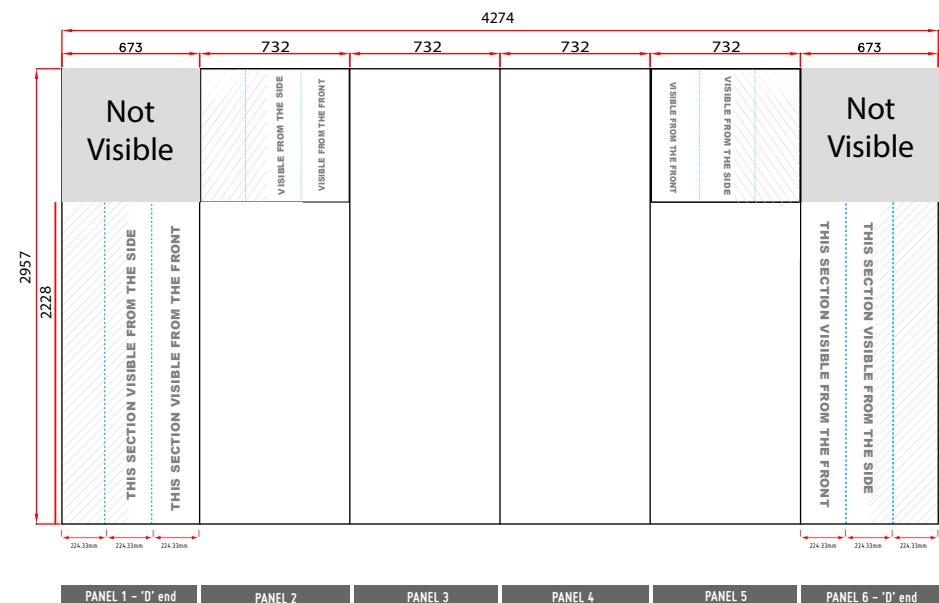 4274
673 732 732 732 732 673
Not
Visible
VISIBLE FROM THE SIDE
VISIBLE FROM THE FRONT
VISIBLE FROM THE FRONT
VISIBLE FROM THE SIDE
Not
Visible
2957
2228
THIS SECTION VISIBLE FROM THE SIDE
THIS SECTION VISIBLE FROM THE FRONT
THIS SECTION VISIBLE FROM THE FRONT
THIS SECTION VISIBLE FROM THE SIDE
224.33mm 224.33mm 224.33mm 224.33mm 224.33mm 224.33mm
PANEL 1 - 'D' end PANEL 2 PANEL 3 PANEL 4 PANEL 5 PANEL 6 - 'D' end